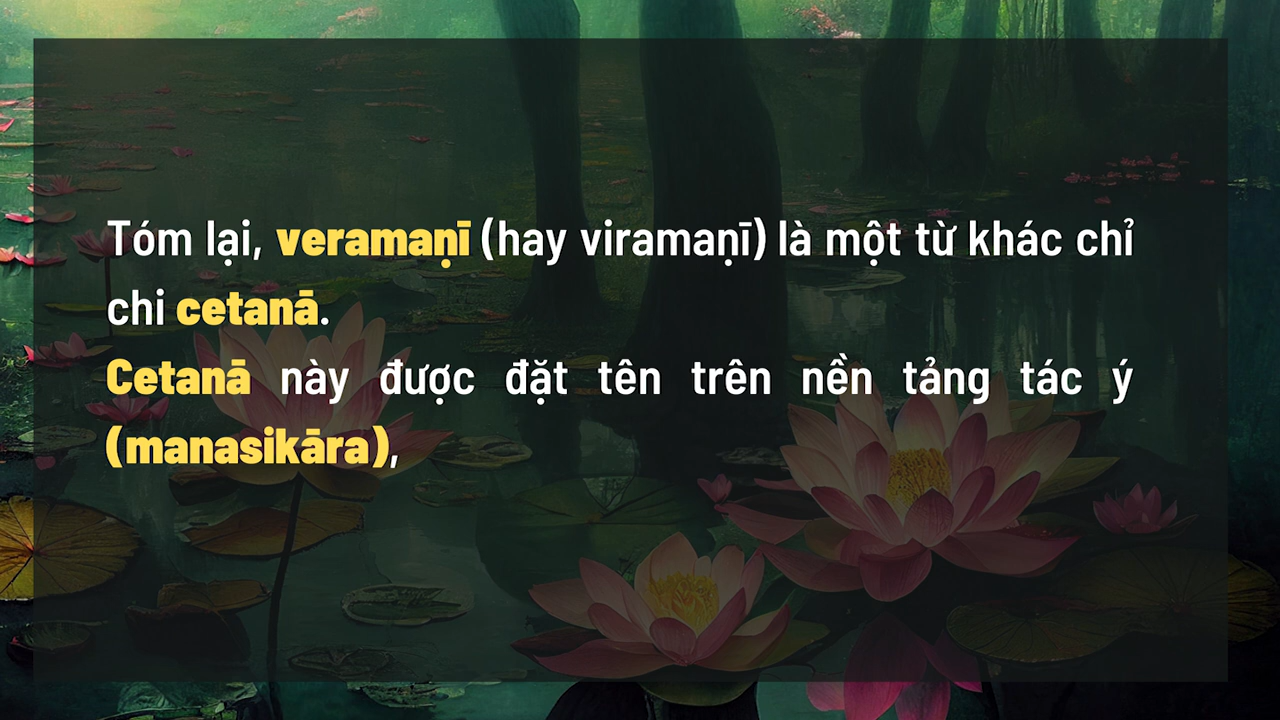 Tóm lại, veramaṇī (hay viramaṇī) là một từ khác chỉ
chi cetanā.
Cetanā này được đặt tên trên nền tảng tác ý
(manasikāra),